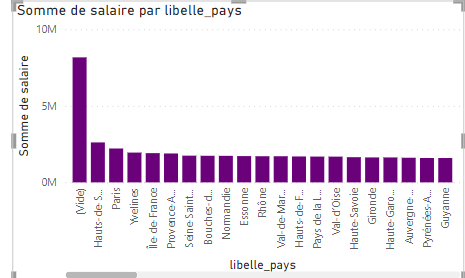 Somme de salaire par libelle_pays
Somme de salaire
10M
5M
0M
(Vide)
Hauts-de-S...
Paris
Yvelines
Île-de-France
Provence-A...
Seine-Saint...
Bouches-d...
Normandie
Essonne
Rhône
Val-de-Mar...
Hauts-de-F...
Pays de la L...
Val-d'Oise
Haute-Savoie
Gironde
Haute-Garo...
Auvergne-...
Pyrénées-A...
Guyanne
libelle_pays